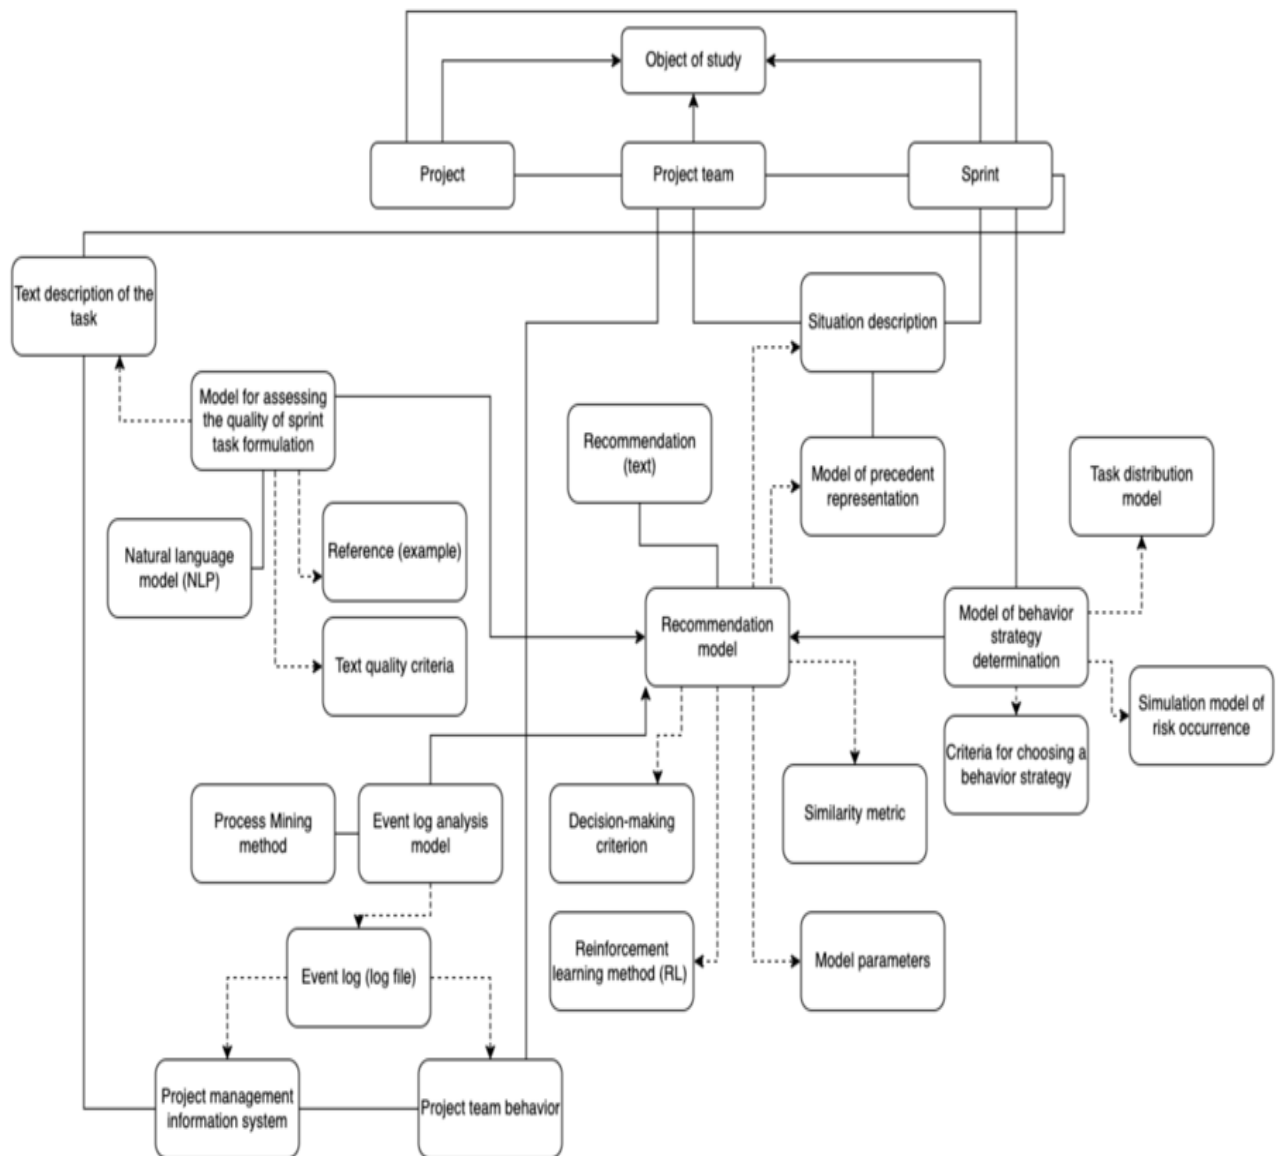 Object of study
Project
Project team
Sprint
Text description of the
task
Situation description
Model for assessing
the quality of sprint
task formulation
Recommendation
(text)
Model of precedent
representation
Task distribution
model
Natural language
model (NLP)
Reference (example)
Text quality criteria
Recommendation
model
Model of behavior
strategy
determination
Simulation model of
risk occurrence
Criteria for choosing a
behavior strategy
Process Mining
method
Event log analysis
model
Decision-making
criterion
Similarity metric
Event log (log file)
Reinforcement
learning method (RL)
Model parameters
Project management
information system
Project team behavior